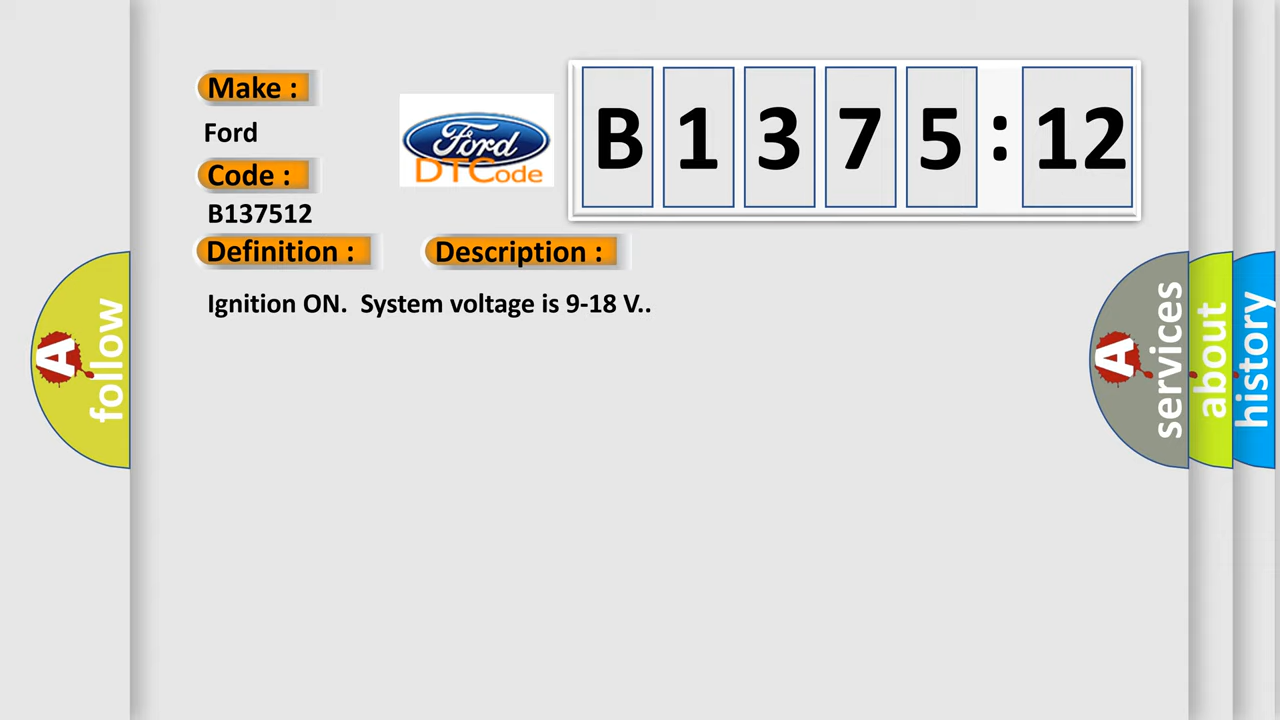 Make :
Ford
Code :
B137512
Definition :
Description :
Ignition ON. System voltage is 9-18 V..
Ford
DTCode
B 1 3 7 5 : 12
A
follow
A
services
about
history